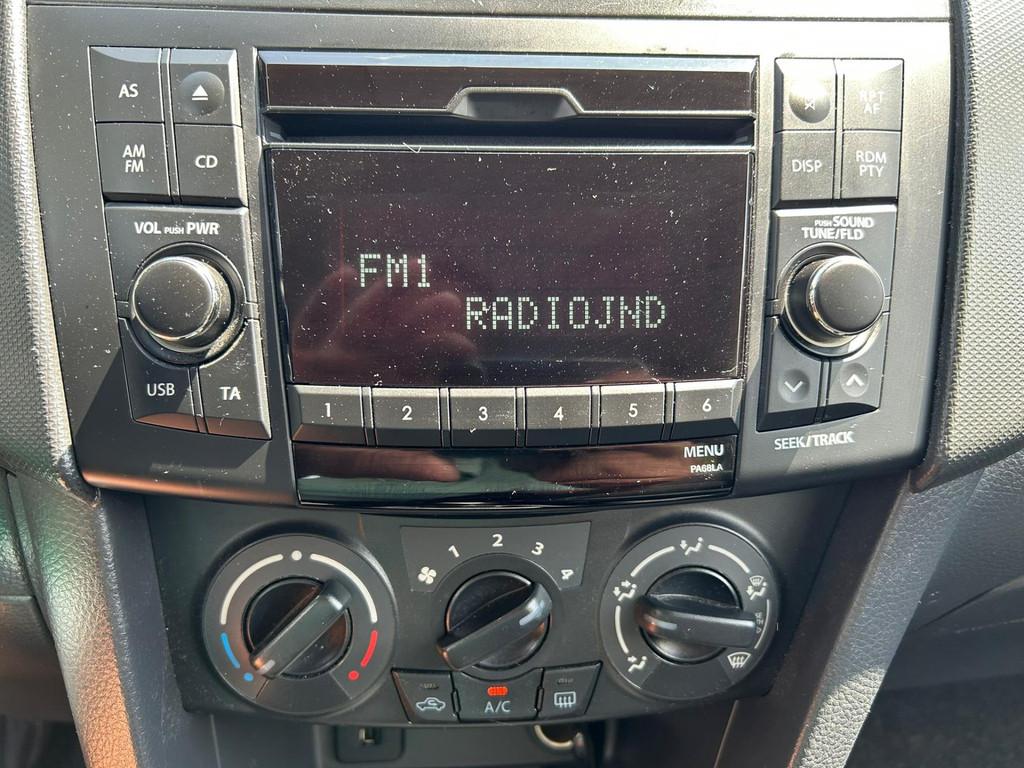 AS
AM
FM
CD
VOL PUSH PWR
USB
TA
FM1
RADIOJND
1 2 3 4 5 6
MENU
PA68LA
RPT
AF
DISP
RDM
PTY
PUSH SOUND
TUNE/FLD
SEEK/TRACK
1 2 3 4
A/C